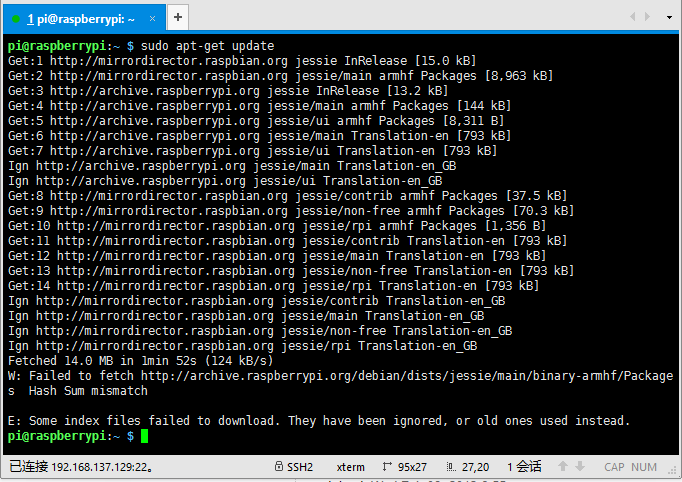 1 pi@raspberrypi: ~ × +
pi@raspberrypi:~ $ sudo apt-get update
Get:1 http://mirrordirector.raspbian.org jessie InRelease [15.0 kB]
Get:2 http://mirrordirector.raspbian.org jessie/main armhf Packages [8,963 kB]
Get:3 http://archive.raspberrypi.org jessie InRelease [13.2 kB]
Get:4 http://archive.raspberrypi.org jessie/main armhf Packages [144 kB]
Get:5 http://archive.raspberrypi.org jessie/ui armhf Packages [8,311 B]
Get:6 http://archive.raspberrypi.org jessie/main Translation-en [793 kB]
Get:7 http://archive.raspberrypi.org jessie/ui Translation-en [793 kB]
Ign http://archive.raspberrypi.org jessie/main Translation-en_GB
Ign http://archive.raspberrypi.org jessie/ui Translation-en_GB
Get:8 http://mirrordirector.raspbian.org jessie/contrib armhf Packages [37.5 kB]
Get:9 http://mirrordirector.raspbian.org jessie/non-free armhf Packages [70.3 kB]
Get:10 http://mirrordirector.raspbian.org jessie/rpi armhf Packages [1,356 B]
Get:11 http://mirrordirector.raspbian.org jessie/contrib Translation-en [793 kB]
Get:12 http://mirrordirector.raspbian.org jessie/main Translation-en [793 kB]
Get:13 http://mirrordirector.raspbian.org jessie/non-free Translation-en [793 kB]
Get:14 http://mirrordirector.raspbian.org jessie/rpi Translation-en [793 kB]
Ign http://mirrordirector.raspbian.org jessie/contrib Translation-en_GB
Ign http://mirrordirector.raspbian.org jessie/main Translation-en_GB
Ign http://mirrordirector.raspbian.org jessie/non-free Translation-en_GB
Ign http://mirrordirector.raspbian.org jessie/rpi Translation-en_GB
Fetched 14.0 MB in 1min 52s (124 kB/s)
W: Failed to fetch http://archive.raspberrypi.org/debian/dists/jessie/main/binary-armhf/Package
s  Hash Sum mismatch

E: Some index files failed to download. They have been ignored, or old ones used instead.
pi@raspberrypi:~ $
已连接 192.168.137.129:22。 SSH2 xterm 95x27 27,20 1 会话 CAP NUM